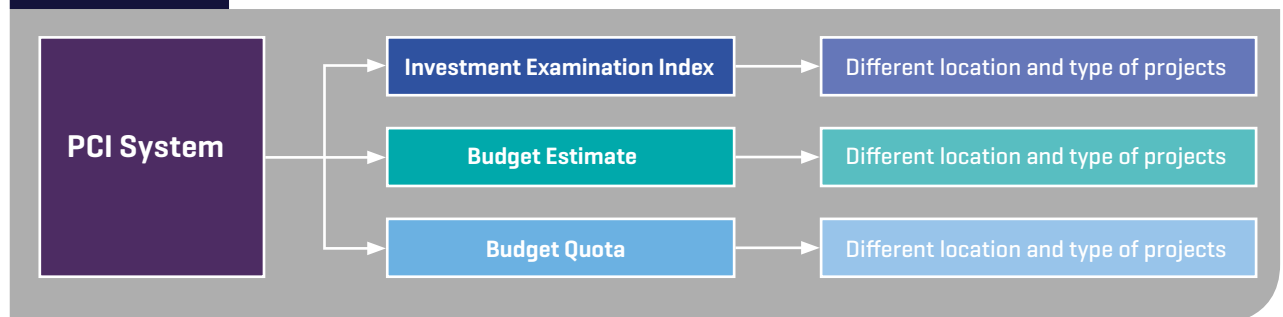 PCI System
Investment Examination Index
Different location and type of projects
Budget Estimate
Different location and type of projects
Budget Quota
Different location and type of projects